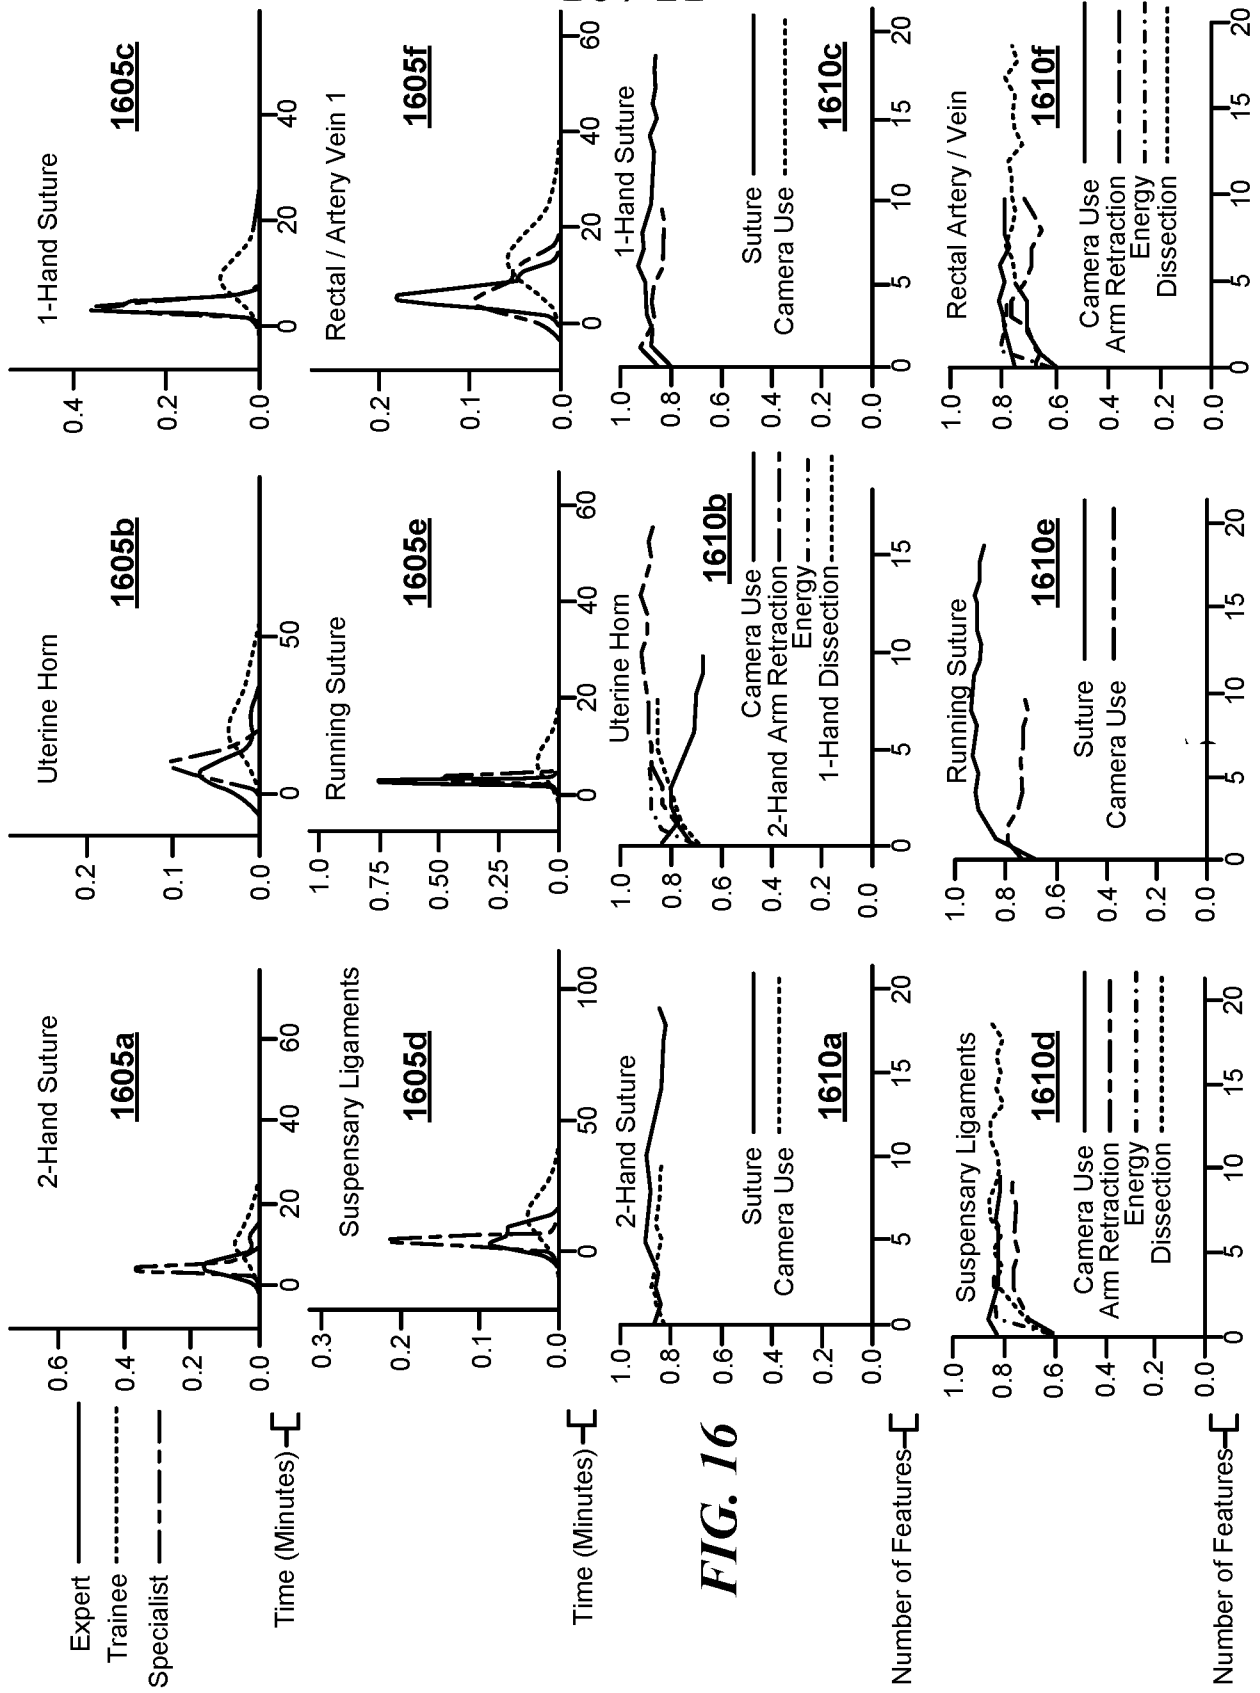 Expert
Trainee
Specialist
2-Hand Suture
1605a
0.6
0.4
0.2
0.0
0 20 40 60
Uterine Horn
1605b
0.2
0.1
0.0
0 50
1-Hand Suture
1605c
0.4
0.2
0.0
0 20 40
Time (Minutes)
Suspensary Ligaments
1605d
0.3
0.2
0.1
0.0
0 50 100
Running Suture
1605e
1.0
0.75
0.50
0.25
0.0
0 20 40 60
Rectal / Artery Vein 1
1605f
0.2
0.1
0.0
0 20 40 60
Time (Minutes)
FIG. 16
2-Hand Suture
1.0
0.8
0.6
0.4
0.2
0.0
Suture
Camera Use
1610a
0 5 10 15 20
Uterine Horn
1610b
1.0
0.8
0.6
0.4
0.2
0.0
Camera Use
2-Hand Arm Retraction
Energy
1-Hand Dissection
0 5 10 15
1-Hand Suture
1.0
0.8
0.6
0.4
0.2
0.0
Suture
Camera Use
1610c
0 5 10 15 20
Number of Features
Suspensary Ligaments
1610d
1.0
0.8
0.6
0.4
0.2
0.0
Camera Use
Arm Retraction
Energy
Dissection
0 5 10 15 20
Running Suture
1610e
1.0
0.8
0.6
0.4
0.2
0.0
Suture
Camera Use
0 5 10 15 20
Rectal Artery / Vein
1610f
1.0
0.8
0.6
0.4
0.2
0.0
Camera Use
Arm Retraction
Energy
Dissection
0 5 10 15 20
Number of Features